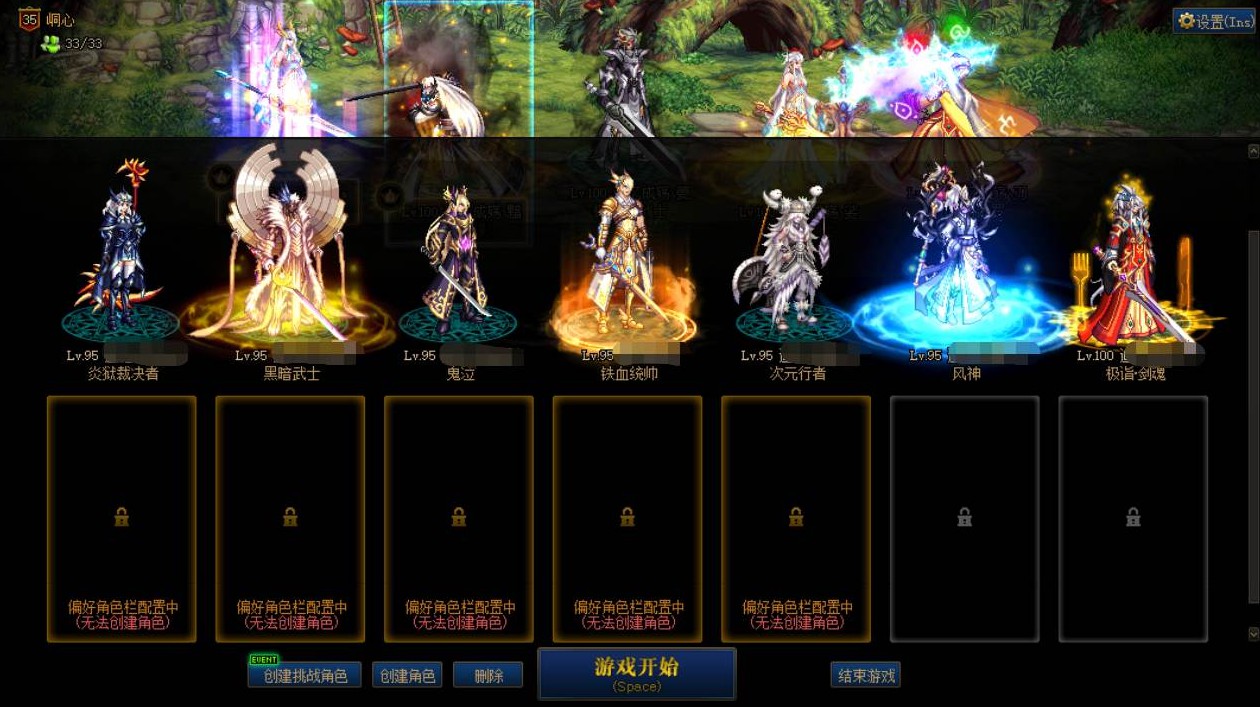 35
33/33
设置(Ins)
Lv.95
Lv.95
Lv.95
Lv.95
Lv.95
Lv.95
Lv.100
炎狱裁决者
黑暗武士
鬼泣
铁血统帅
次元行者
风神
极诣·剑魂
偏好角色栏配置中
(无法创建角色)
偏好角色栏配置中
(无法创建角色)
偏好角色栏配置中
(无法创建角色)
偏好角色栏配置中
(无法创建角色)
偏好角色栏配置中
(无法创建角色)
EVENT
创建挑战角色
创建角色
删除
游戏开始
(Space)
结束游戏